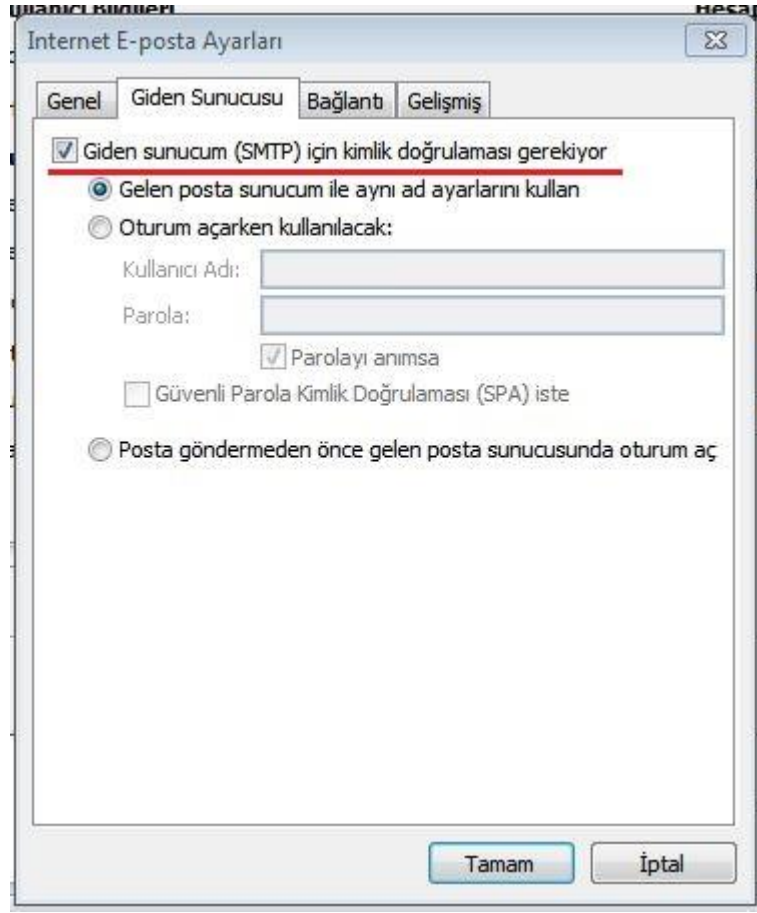 Internet E-posta Ayarları
Genel Giden Sunucusu Bağlantı Gelişmiş
Giden sunucum (SMTP) için kimlik doğrulaması gerekiyor
Gelen posta sunucum ile aynı ad ayarlarını kullan
Oturum açarken kullanılacak:
Kullanıcı Adı:
Parola:
Parolayı anımsa
Güvenli Parola Kimlik Doğrulaması (SPA) iste
Posta göndermeden önce gelen posta sunucusunda oturum aç
Tamam İptal